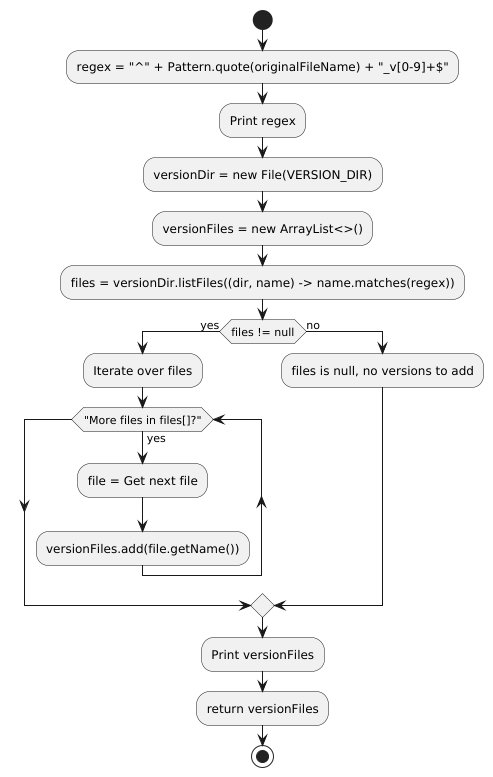 regex = "^" + Pattern.quote(originalFileName) + "_v[0-9]+$"
Print regex
versionDir = new File(VERSION_DIR)
versionFiles = new ArrayList<>()
files = versionDir.listFiles((dir, name) -> name.matches(regex))
yes
files != null
no
Iterate over files
files is null, no versions to add
"More files in files[]?"
yes
file = Get next file
versionFiles.add(file.getName())
Print versionFiles
return versionFiles